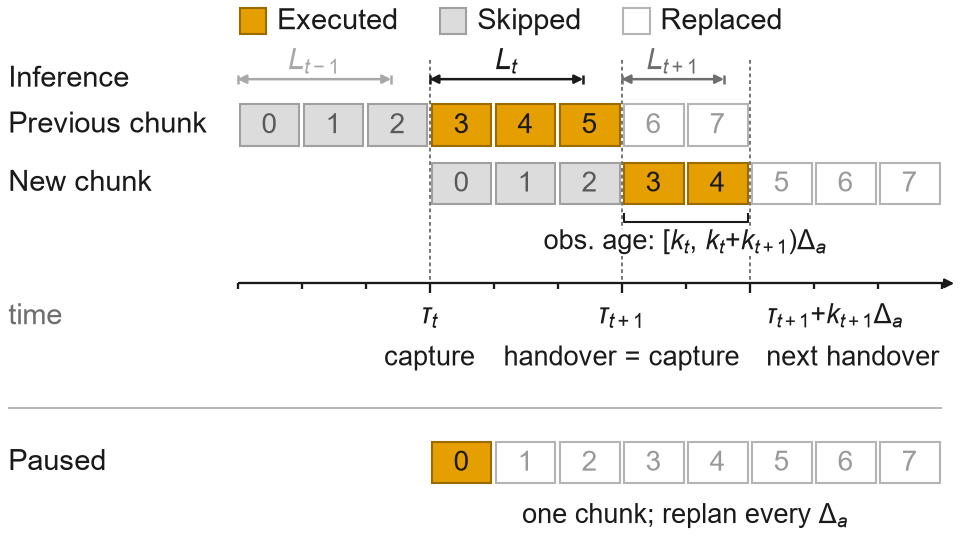 Executed Skipped Replaced
Inference L_{t−1} L_t L_{t+1}
Previous chunk 0 1 2 3 4 5 6 7
New chunk 0 1 2 3 4 5 6 7
obs. age: [k_t, k_t+k_{t+1})Δ_a
time τ_t τ_{t+1} τ_{t+1}+k_{t+1}Δ_a
capture handover = capture next handover
Paused 0 1 2 3 4 5 6 7
one chunk; replan every Δ_a